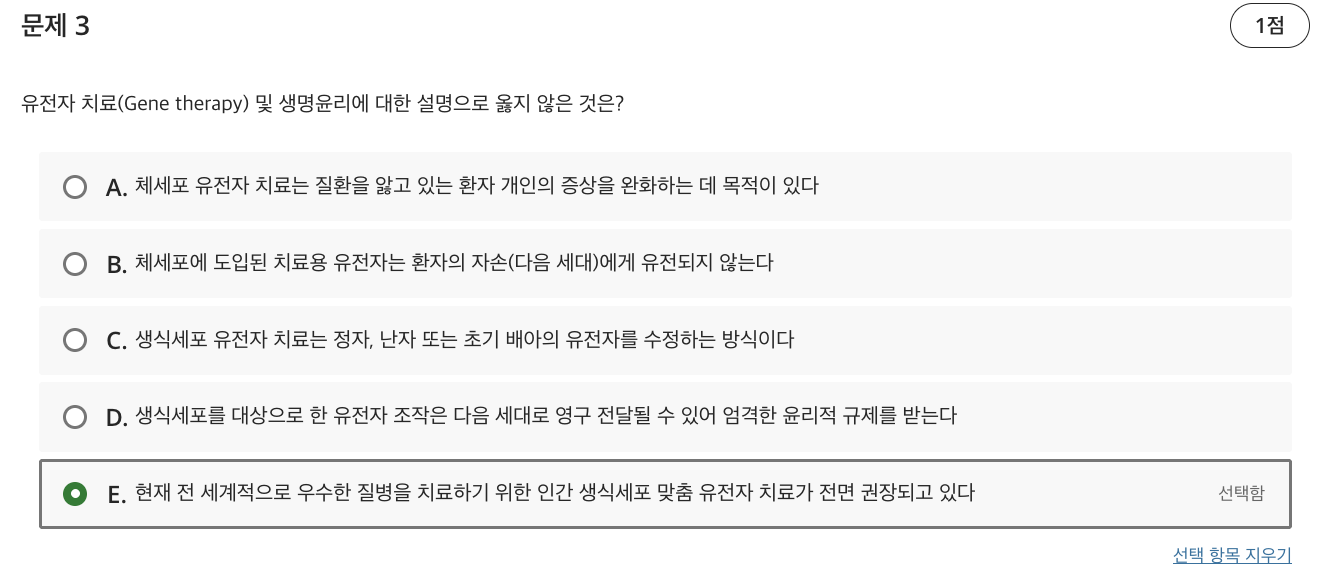 문제 3
1점
유전자 치료(Gene therapy) 및 생명윤리에 대한 설명으로 옳지 않은 것은?
A. 체세포 유전자 치료는 질환을 앓고 있는 환자 개인의 증상을 완화하는 데 목적이 있다
B. 체세포에 도입된 치료용 유전자는 환자의 자손(다음 세대)에게 유전되지 않는다
C. 생식세포 유전자 치료는 정자, 난자 또는 초기 배아의 유전자를 수정하는 방식이다
D. 생식세포를 대상으로 한 유전자 조작은 다음 세대로 영구 전달될 수 있어 엄격한 윤리적 규제를 받는다
E. 현재 전 세계적으로 우수한 질병을 치료하기 위한 인간 생식세포 맞춤 유전자 치료가 전면 권장되고 있다
선택함
선택 항목 지우기